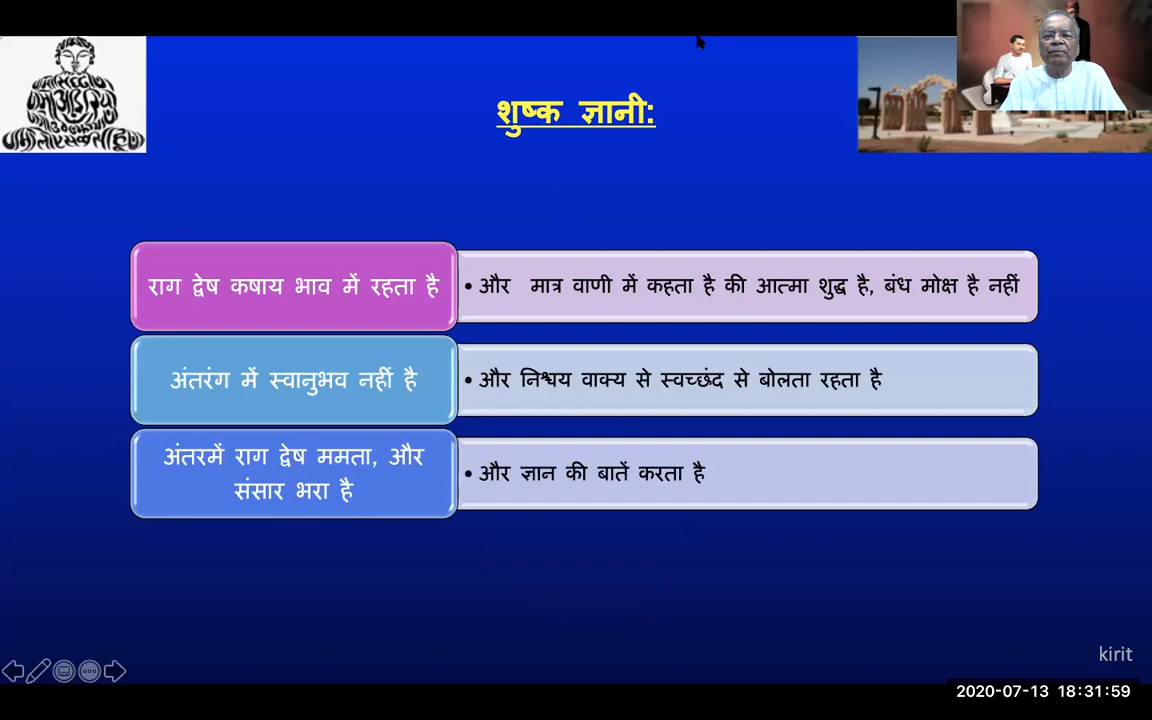 शुष्क ज्ञानी:
राग द्वेष कषाय भाव में रहता है
• और मात्र वाणी में कहता है की आत्मा शुद्ध है, बंध मोक्ष है नहीं
अंतरंग में स्वानुभव नहीं है
• और निश्चय वाक्य से स्वच्छंद से बोलता रहता है
अंतरमें राग द्वेष ममता, और
संसार भरा है
• और ज्ञान की बातें करता है
kirit
2020-07-13 18:31:59